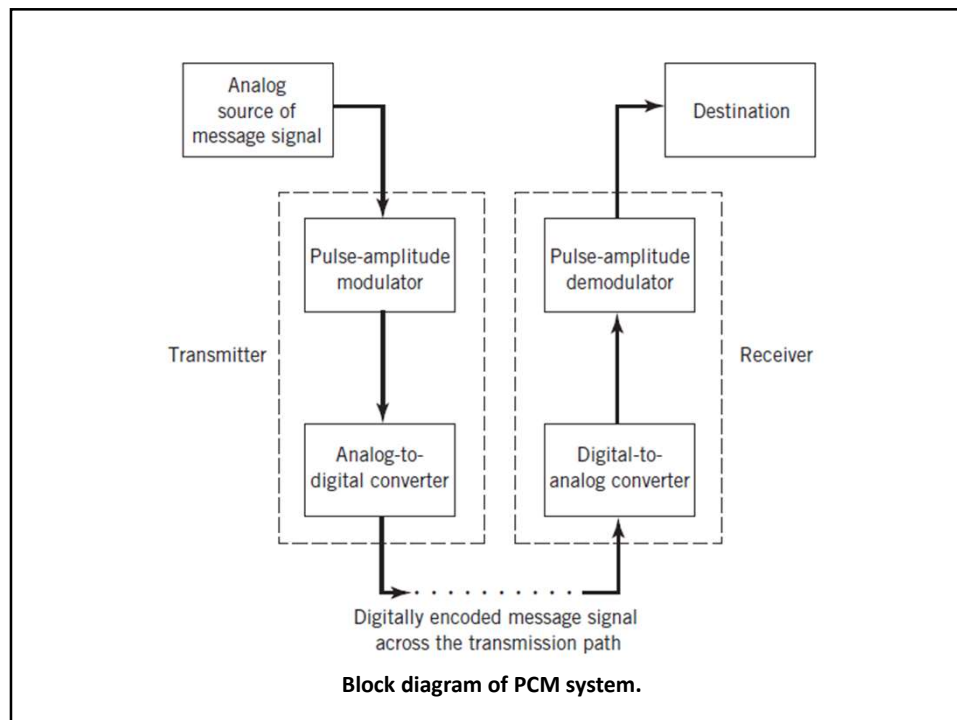 Analog
source of
message signal
Destination
Pulse-amplitude
modulator
Pulse-amplitude
demodulator
Transmitter
Receiver
Analog-to-
digital converter
Digital-to-
analog converter
Digitally encoded message signal
across the transmission path
Block diagram of PCM system.